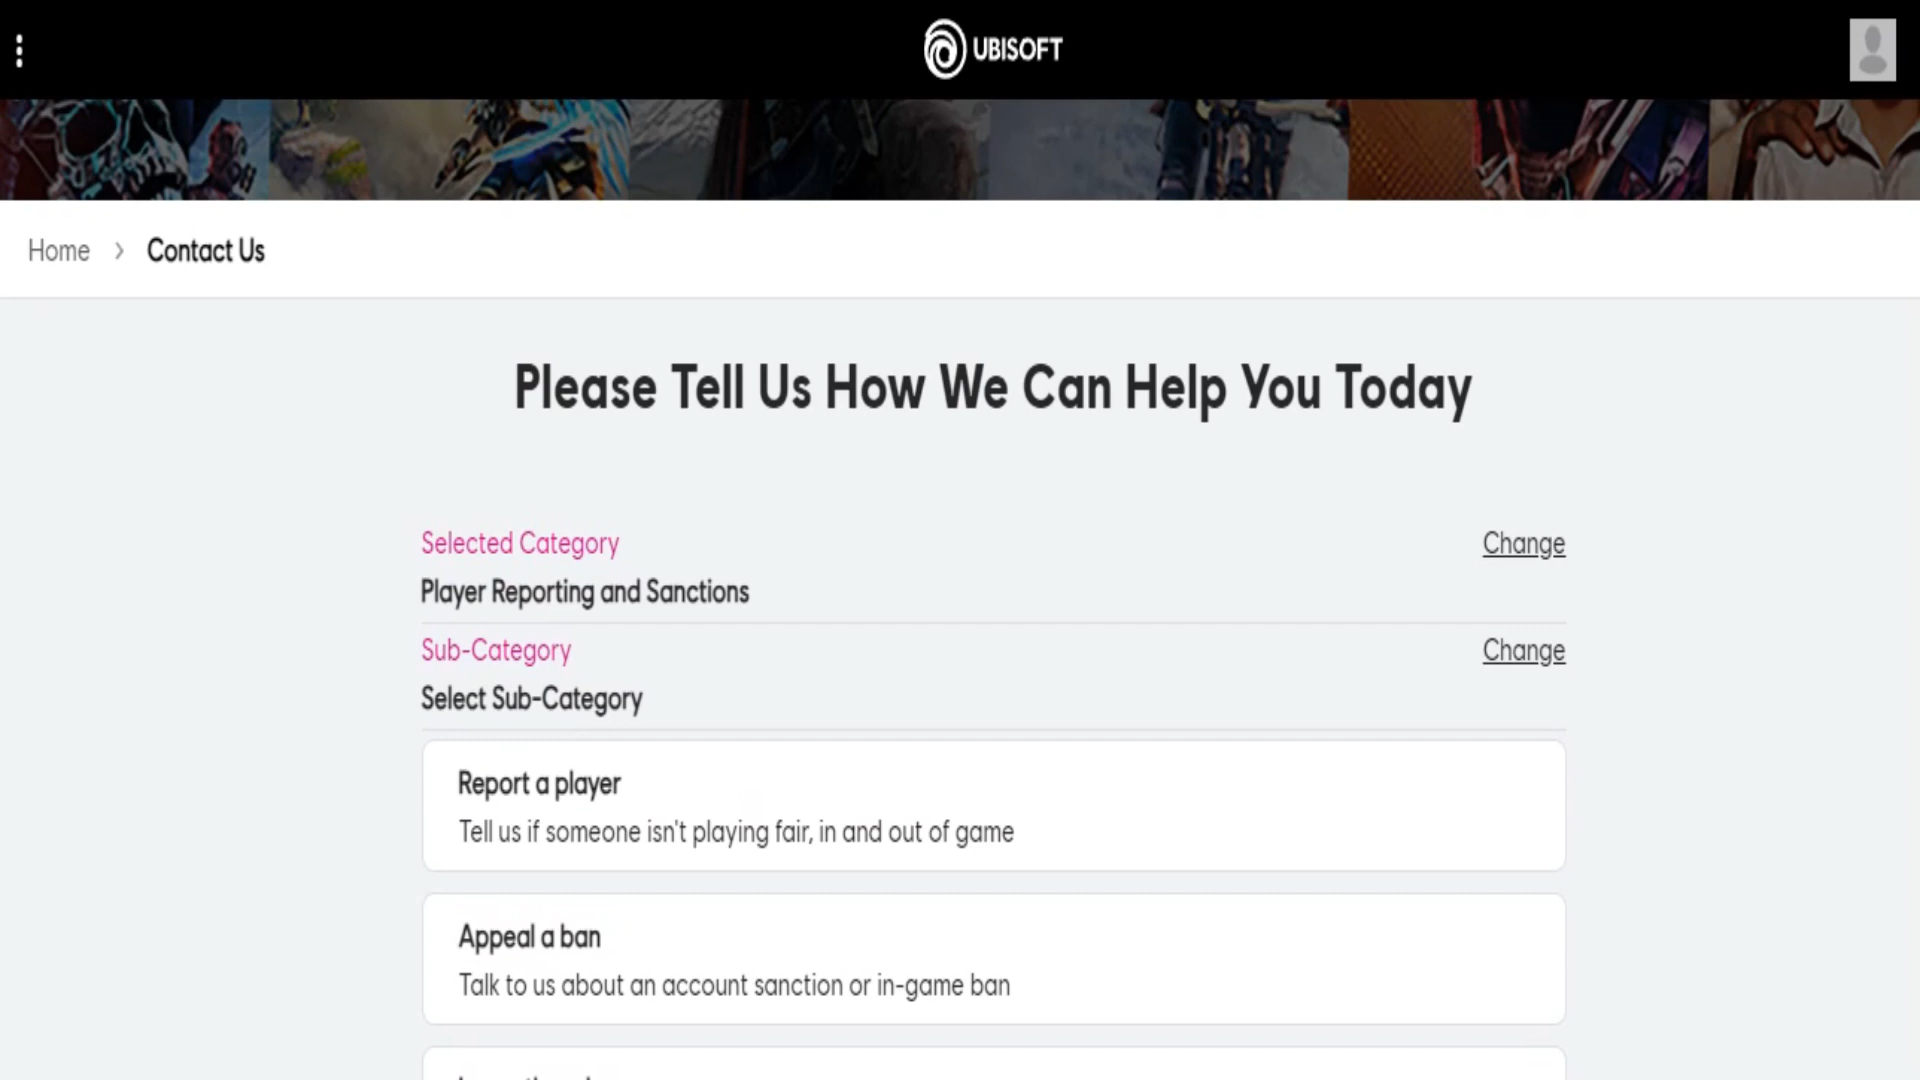 UBISOFT
Home > Contact Us
Please Tell Us How We Can Help You Today
Selected Category
Change
Player Reporting and Sanctions
Sub-Category
Change
Select Sub-Category
Report a player
Tell us if someone isn't playing fair, in and out of game
Appeal a ban
Talk to us about an account sanction or in-game ban